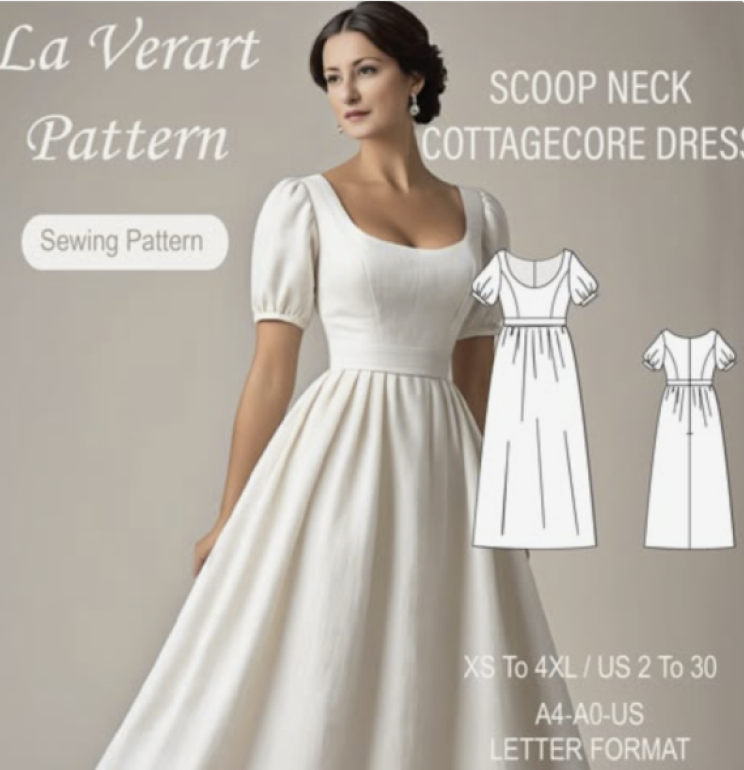 La Verart
Pattern
Sewing Pattern
SCOOP NECK
COTTAGECORE DRESS
XS To 4XL / US 2 To 30
A4-A0-US
LETTER FORMAT